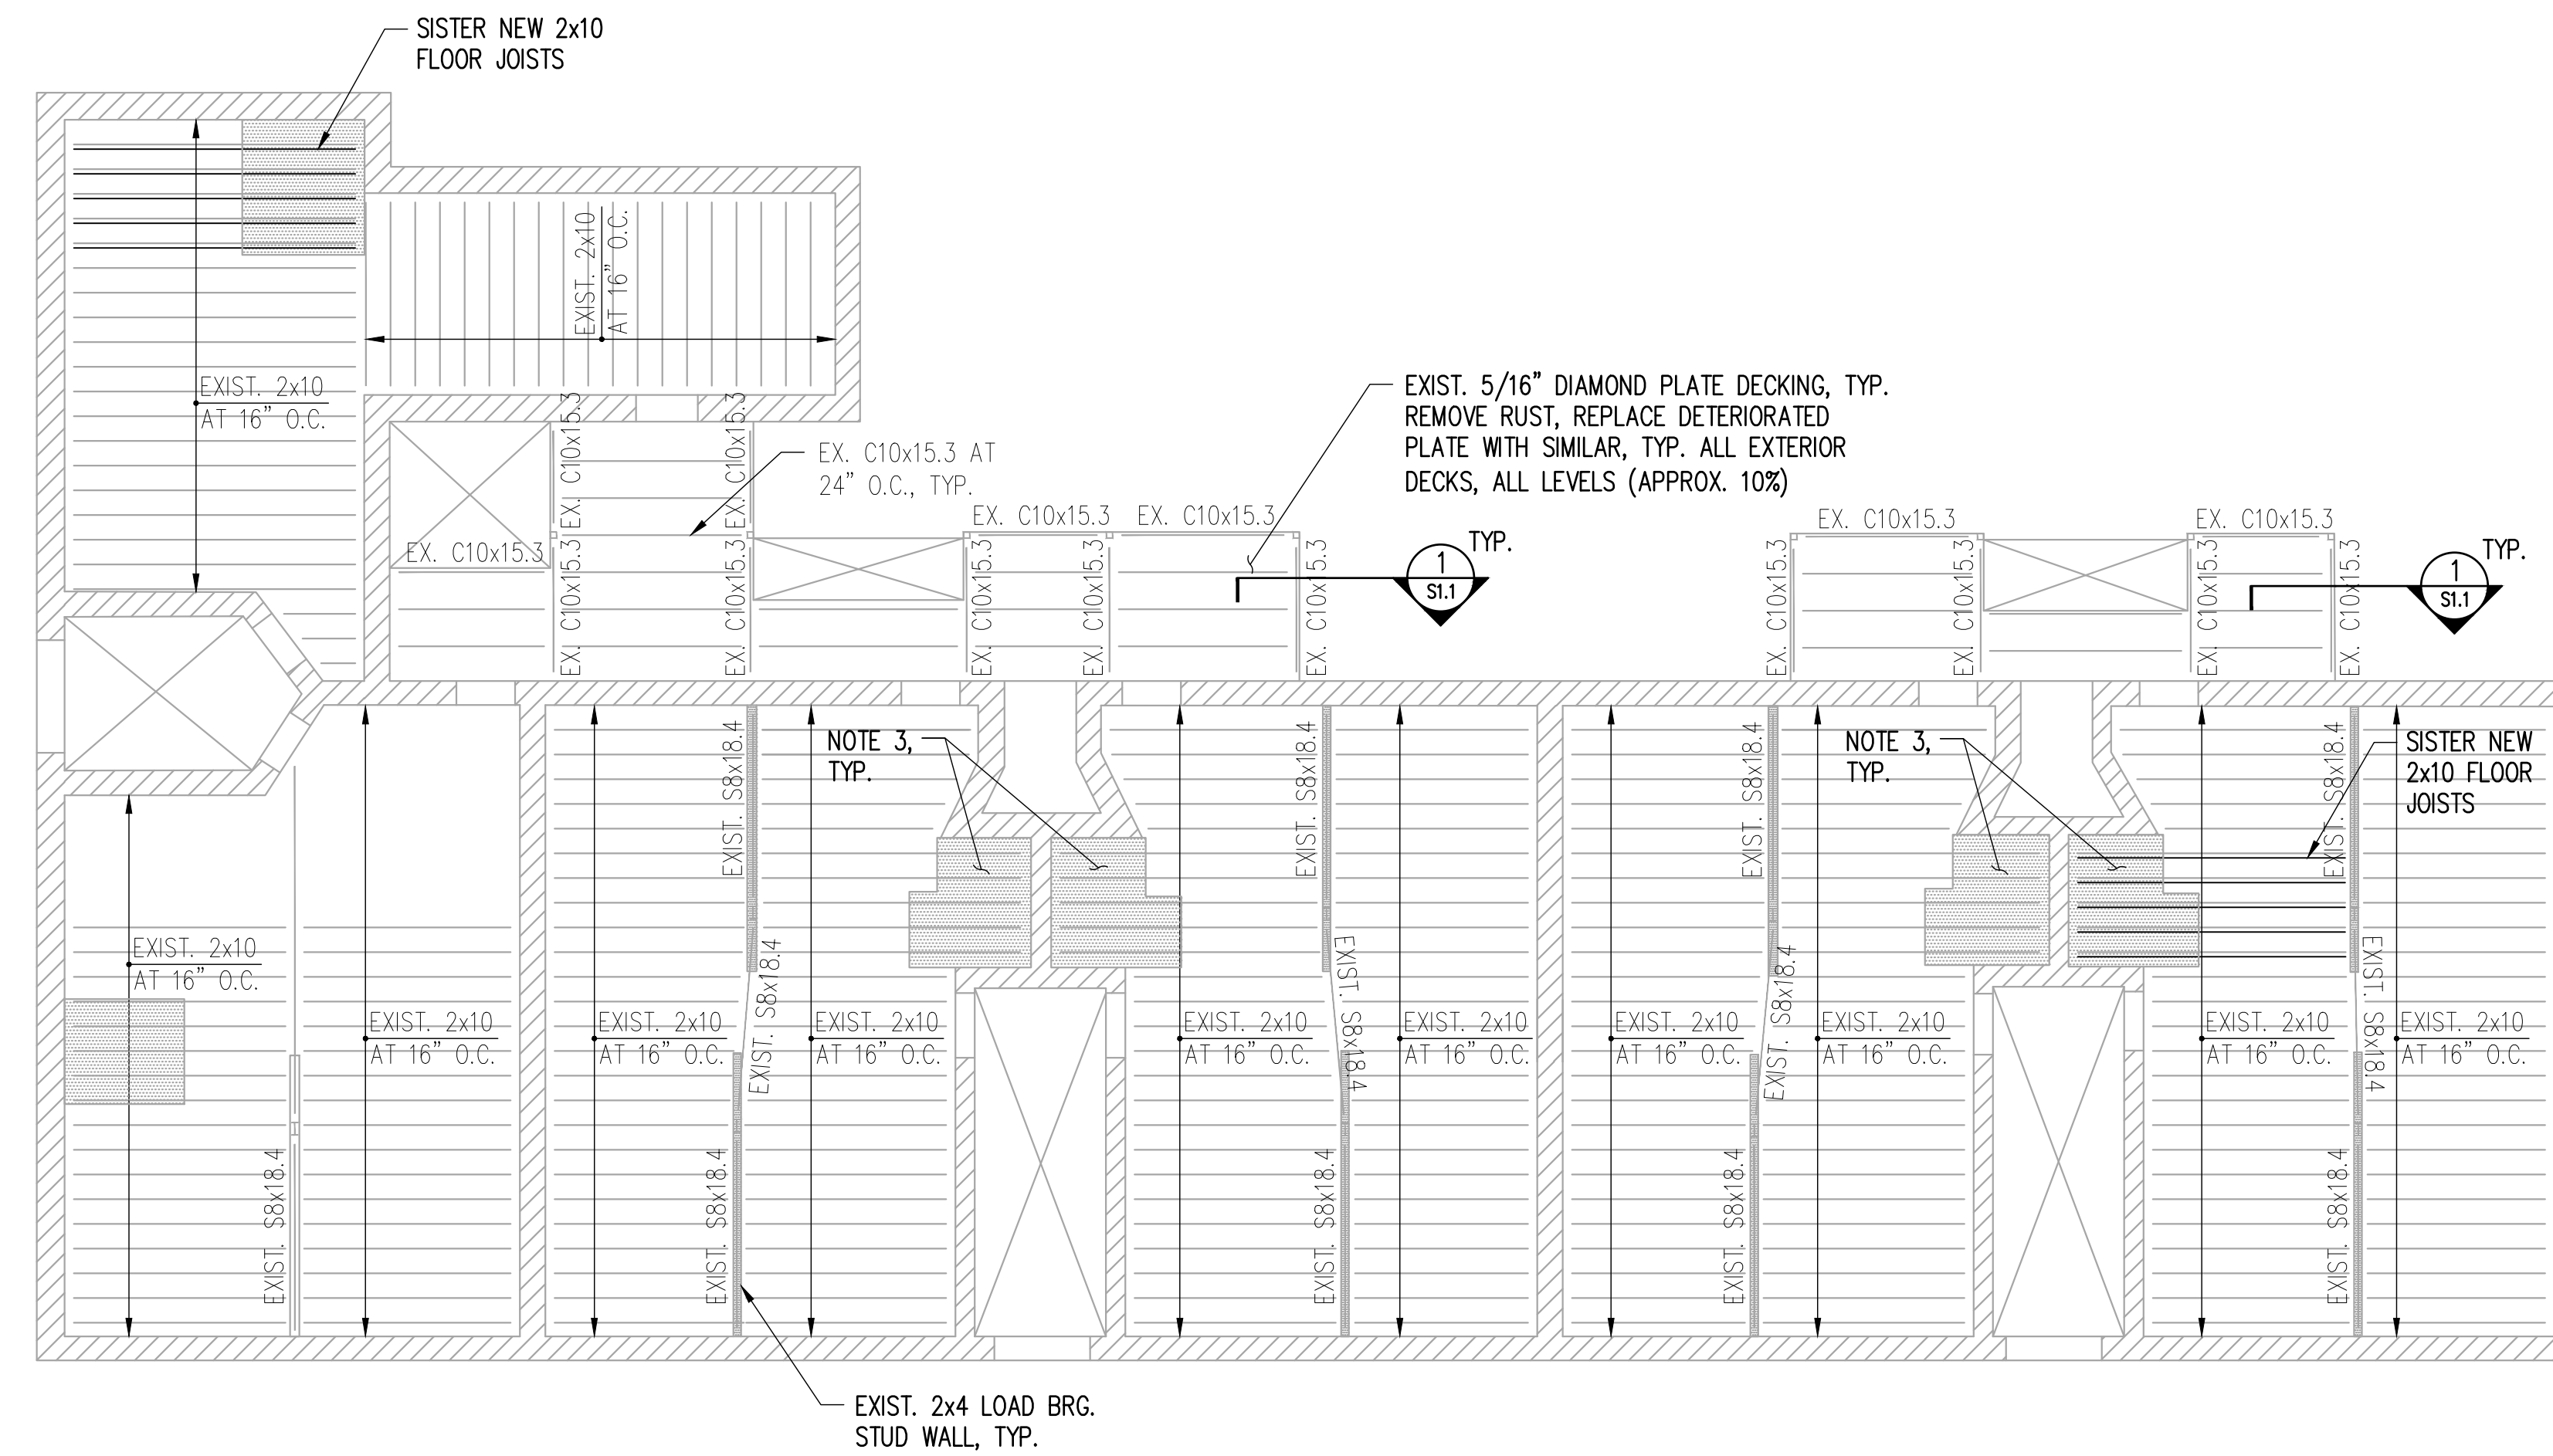 SISTER NEW 2x10
FLOOR JOISTS
EXIST. 2x10
AT 16" O.C.
EXIST. 2x10
AT 16" O.C.
EXIST. 5/16" DIAMOND PLATE DECKING, TYP.
REMOVE RUST, REPLACE DETERIORATED
PLATE WITH SIMILAR, TYP. ALL EXTERIOR
DECKS, ALL LEVELS (APPROX. 10%)
EX. C10x15.3
EX. C10x15.3
EX. C10x15.3 AT
24" O.C., TYP.
EX. C10x15.3
EX. C10x15.3
EX. C10x15.3
EX. C10x15.3
EX. C10x15.3
EX. C10x15.3
EX. C10x15.3
EX. C10x15.3
EX. C10x15.3
EX. C10x15.3
1
S1.1
TYP.
EX. C10x15.3
EX. C10x15.3
EX. C10x15.3
EX. C10x15.3
1
S1.1
TYP.
EX. C10x15.3
EX. C10x15.3
EXIST. S8x18.4
NOTE 3,
TYP.
EXIST. S8x18.4
EXIST. S8x18.4
NOTE 3,
TYP.
EXIST. S8x18.4
SISTER NEW
2x10 FLOOR
JOISTS
EXIST. 2x10
AT 16" O.C.
EXIST. S8x18.4
EXIST. S8x18.4
EXIST. S8x18.4
EXIST. S8x18.4
EXIST. 2x10
AT 16" O.C.
EXIST. 2x10
AT 16" O.C.
EXIST. 2x10
AT 16" O.C.
EXIST. 2x10
AT 16" O.C.
EXIST. 2x10
AT 16" O.C.
EXIST. 2x10
AT 16" O.C.
EXIST. 2x10
AT 16" O.C.
EXIST. 2x10
AT 16" O.C.
EXIST. 2x10
AT 16" O.C.
EXIST. S8x18.4
EXIST. S8x18.4
EXIST. S8x18.4
EXIST. S8x18.4
EXIST. S8x18.4
EXIST. 2x4 LOAD BRG.
STUD WALL, TYP.